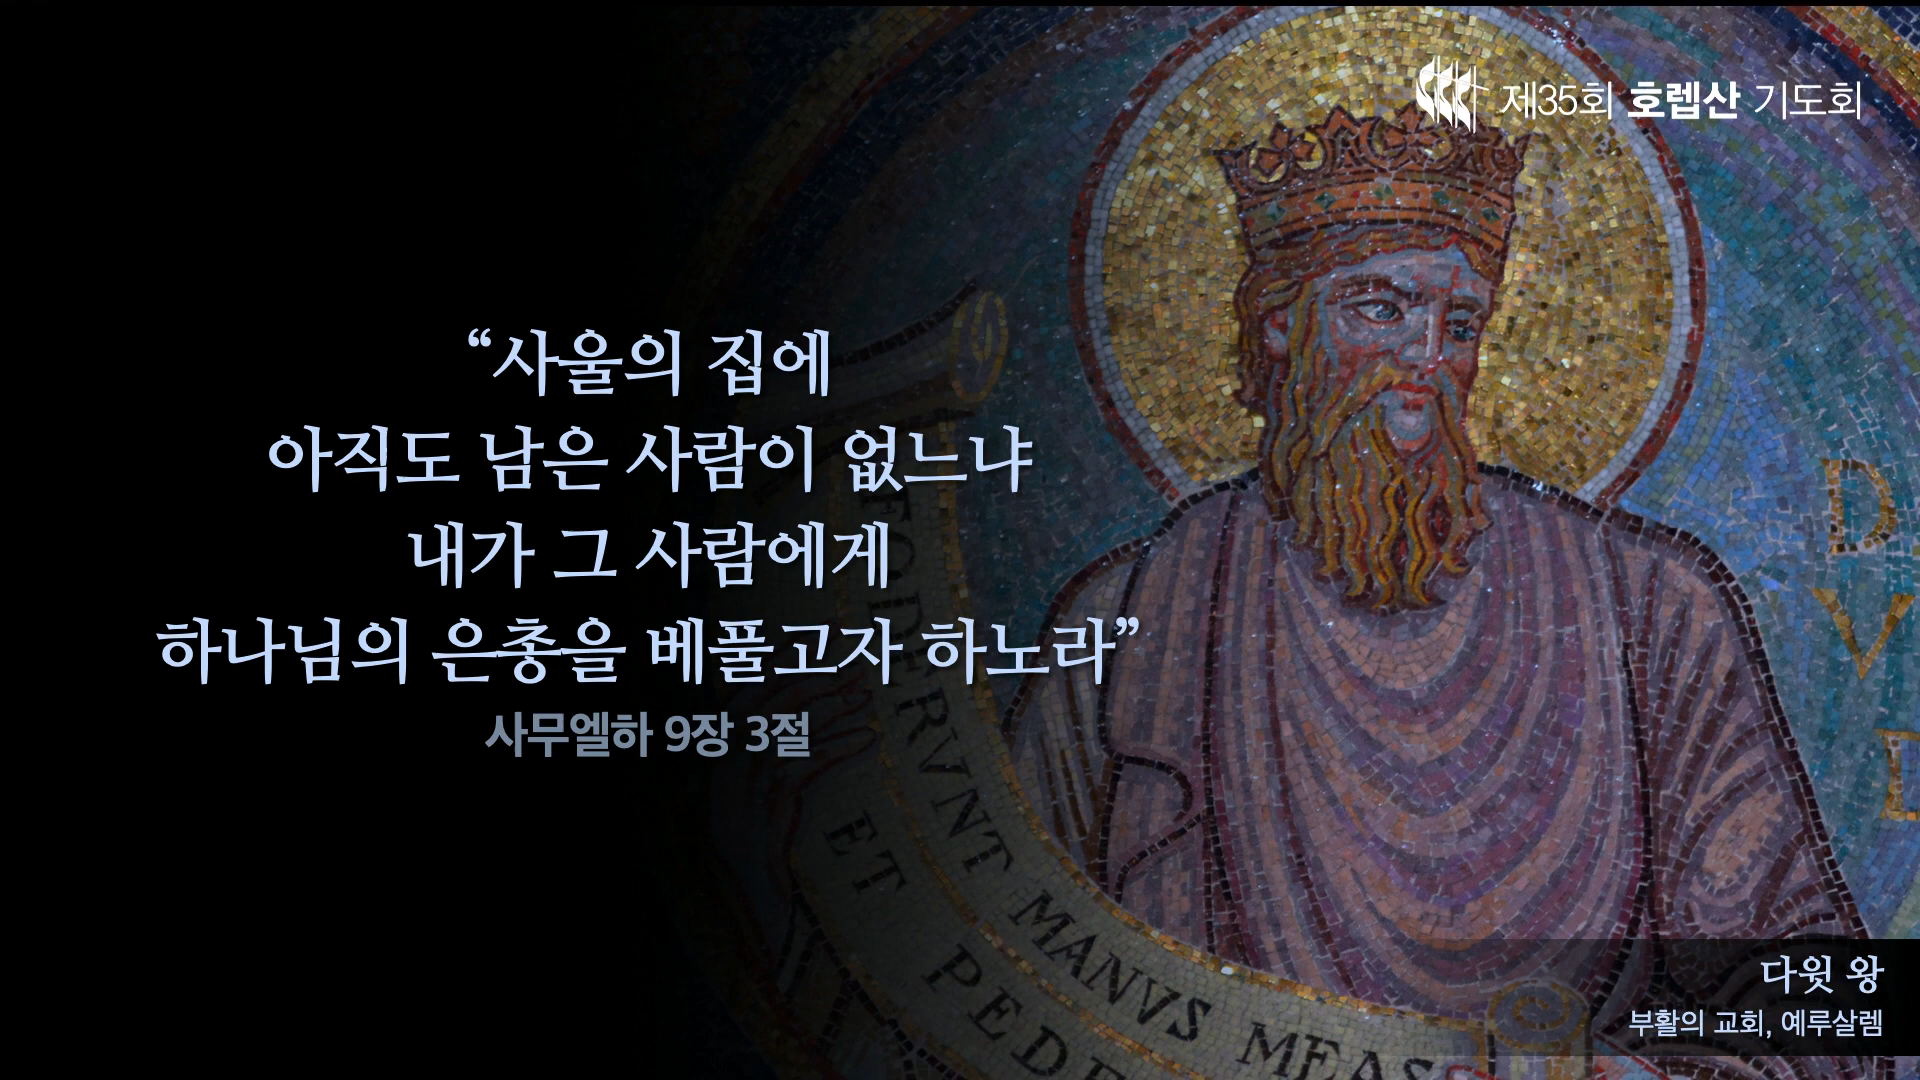 제35회 호렙산 기도회
“사울의 집에
아직도 남은 사람이 없느냐
내가 그 사람에게
하나님의 은총을 베풀고자 하노라”
사무엘하 9장 3절
FODERVNT MANVS MEAS
ET PEDE
D
V
다윗 왕
부활의 교회, 예루살렘